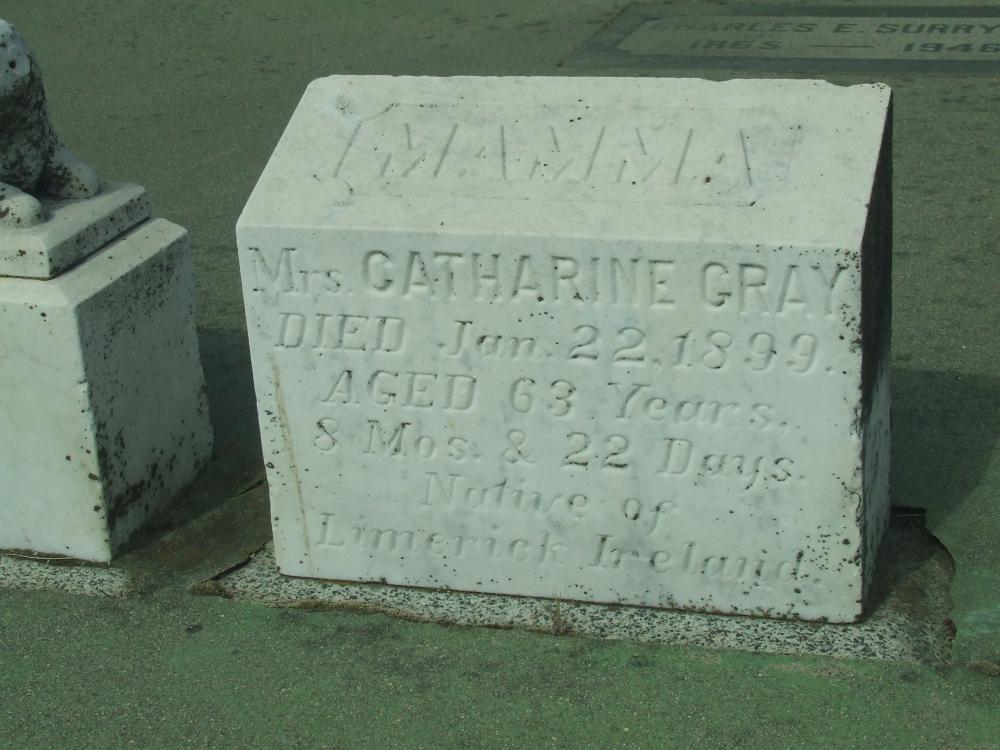 CHARLES E. SURRY
1865 — 1946
MAMMA
Mrs. CATHARINE GRAY
DIED Jan. 22, 1899.
AGED 63 Years.
8 Mos. & 22 Days.
Native of
Limerick Ireland.